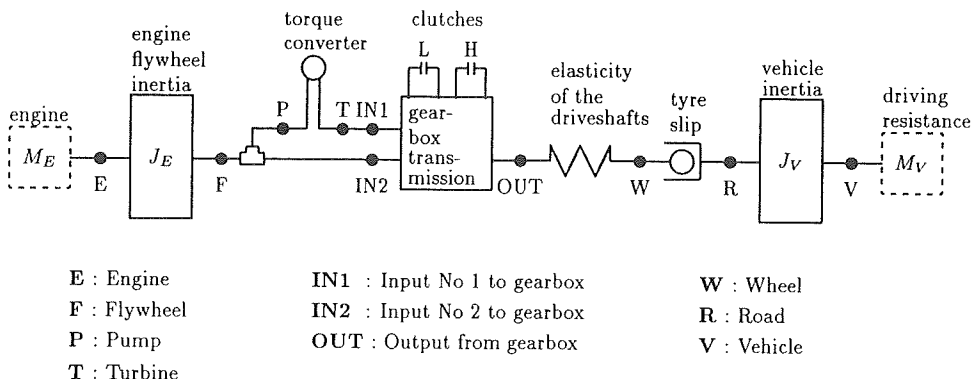 engine
M_E
E
engine
flywheel
inertia
J_E
F
torque
converter
P
T
IN1
IN2
clutches
L
H
gear-
box
trans-
mission
OUT
elasticity
of the
driveshafts
W
tyre
slip
R
vehicle
inertia
J_V
V
driving
resistance
M_V
E : Engine
F : Flywheel
P : Pump
T : Turbine
IN1 : Input No 1 to gearbox
IN2 : Input No 2 to gearbox
OUT : Output from gearbox
W : Wheel
R : Road
V : Vehicle